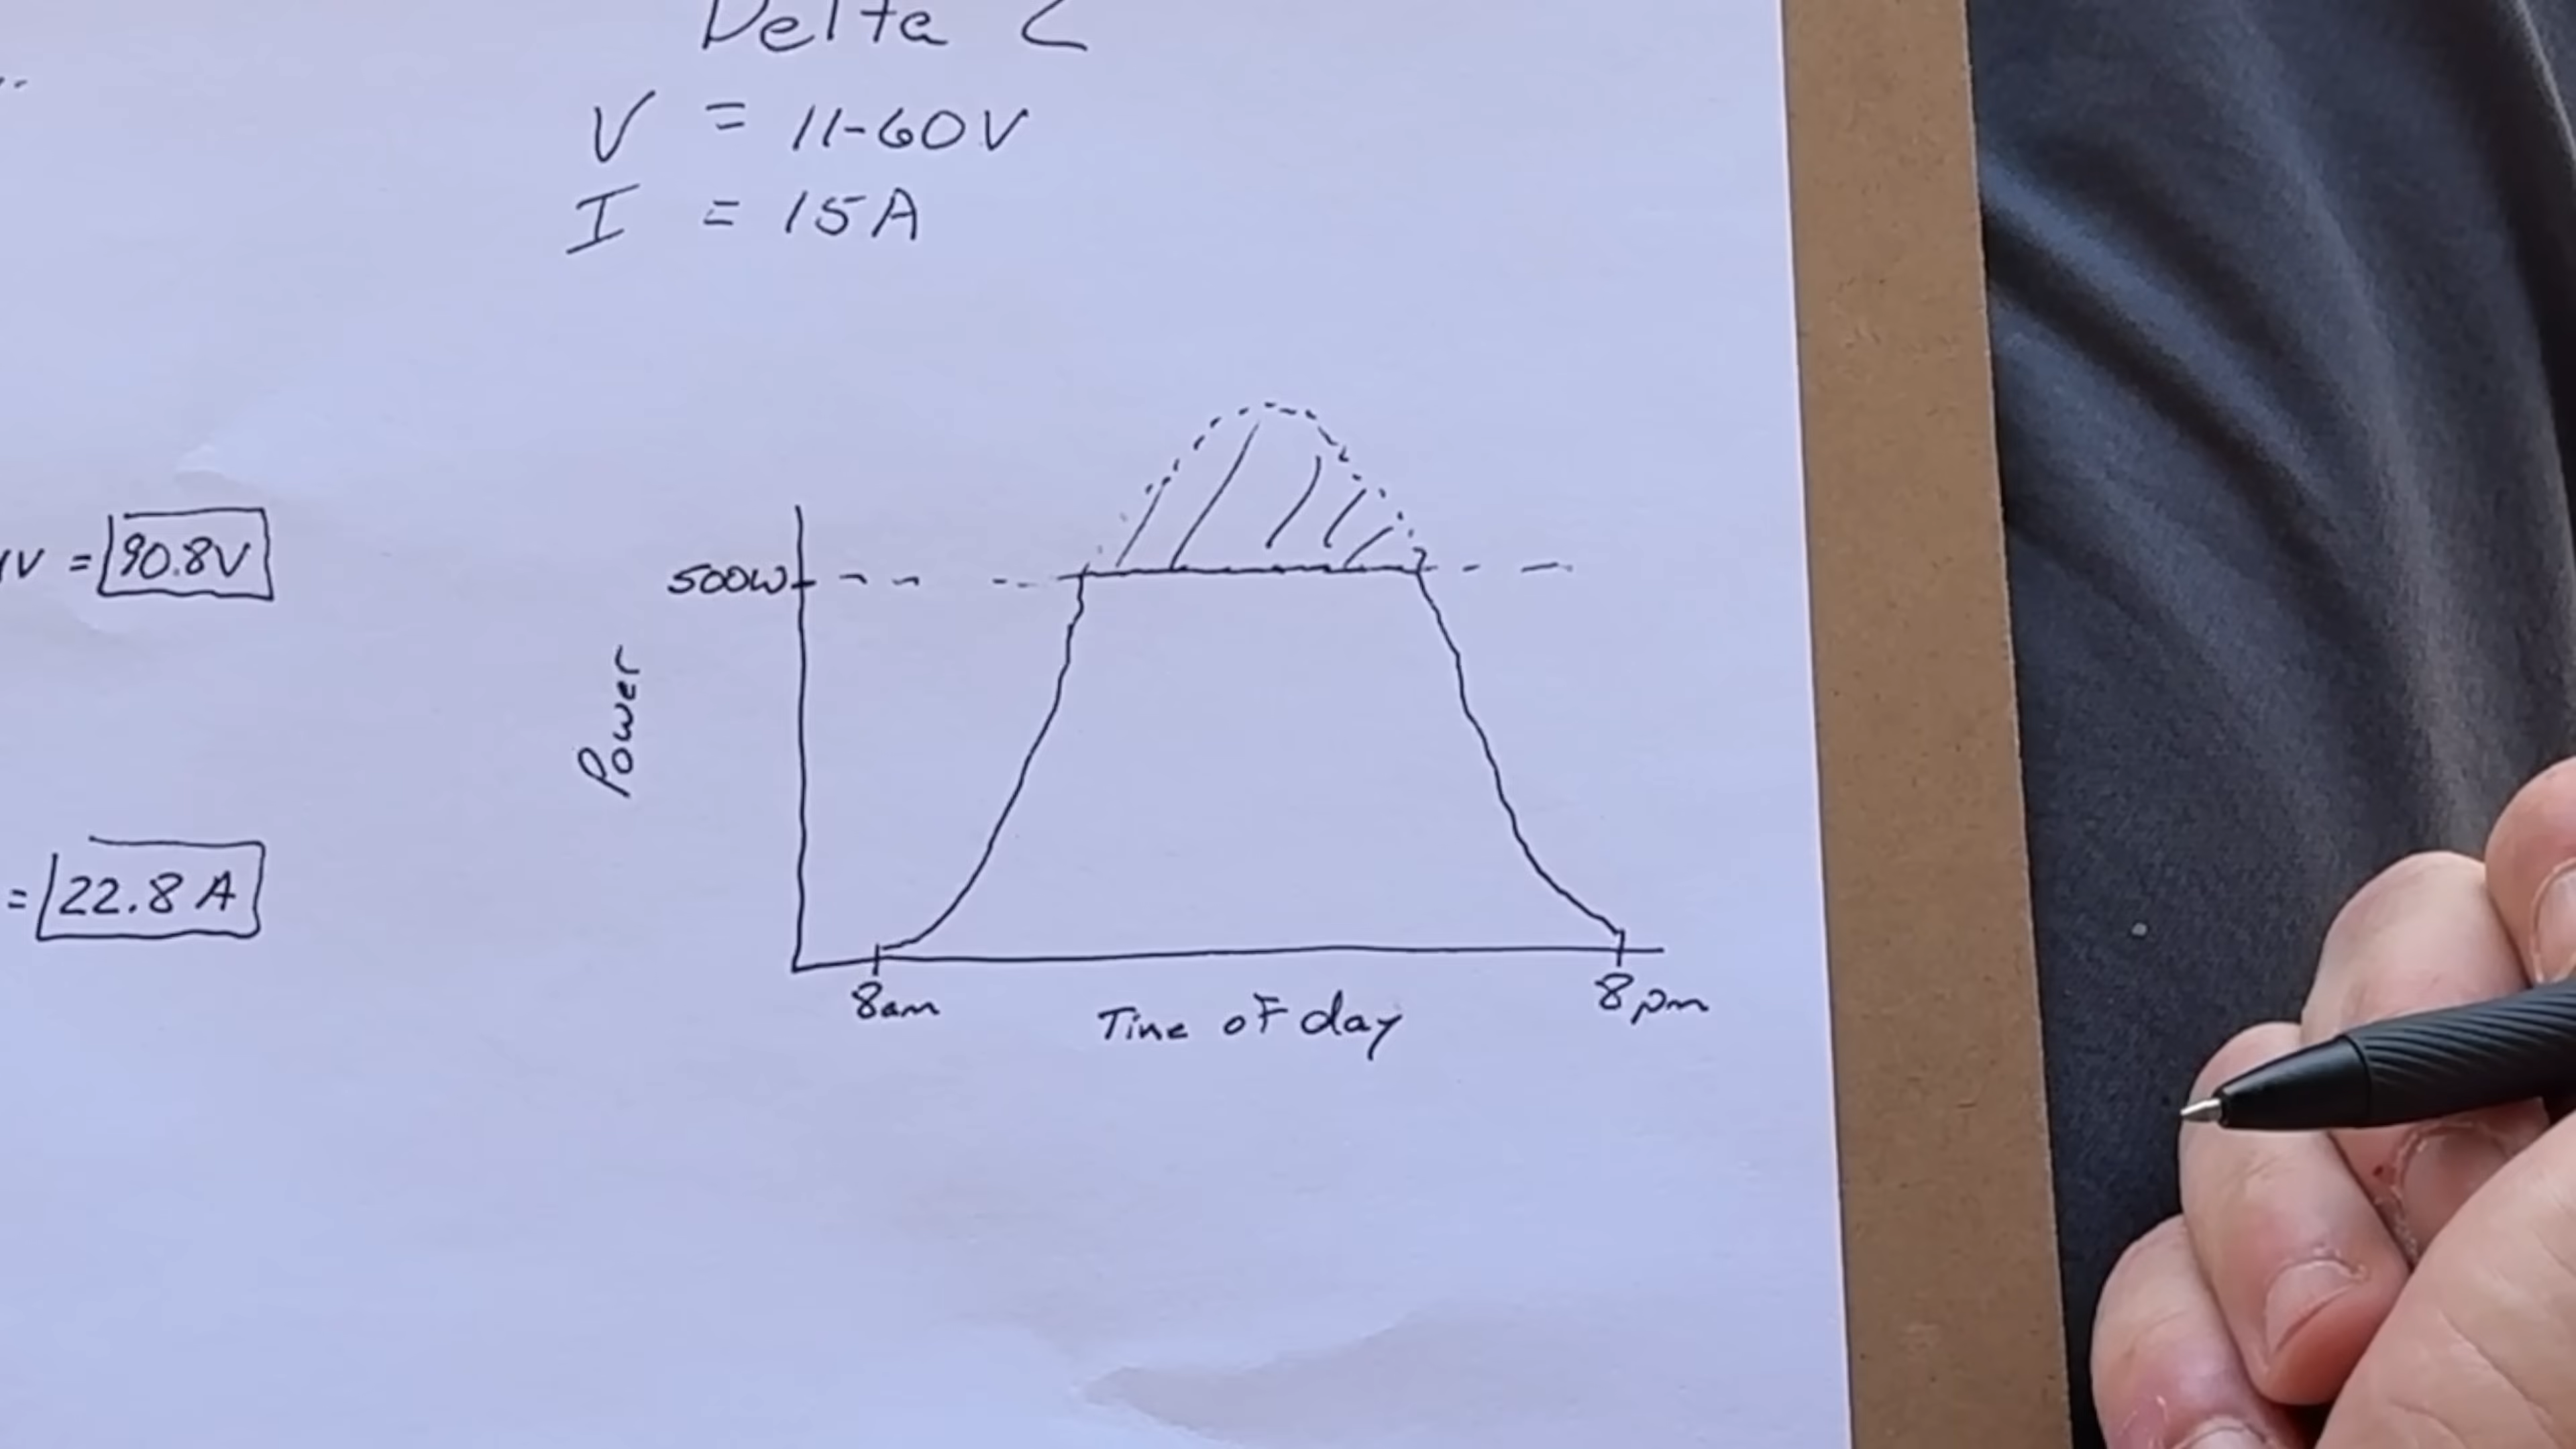 Delta 2
V = 11-60V
I = 15A
V = 90.8V
500W
Power
= 22.8 A
8am
Time of day
8pm